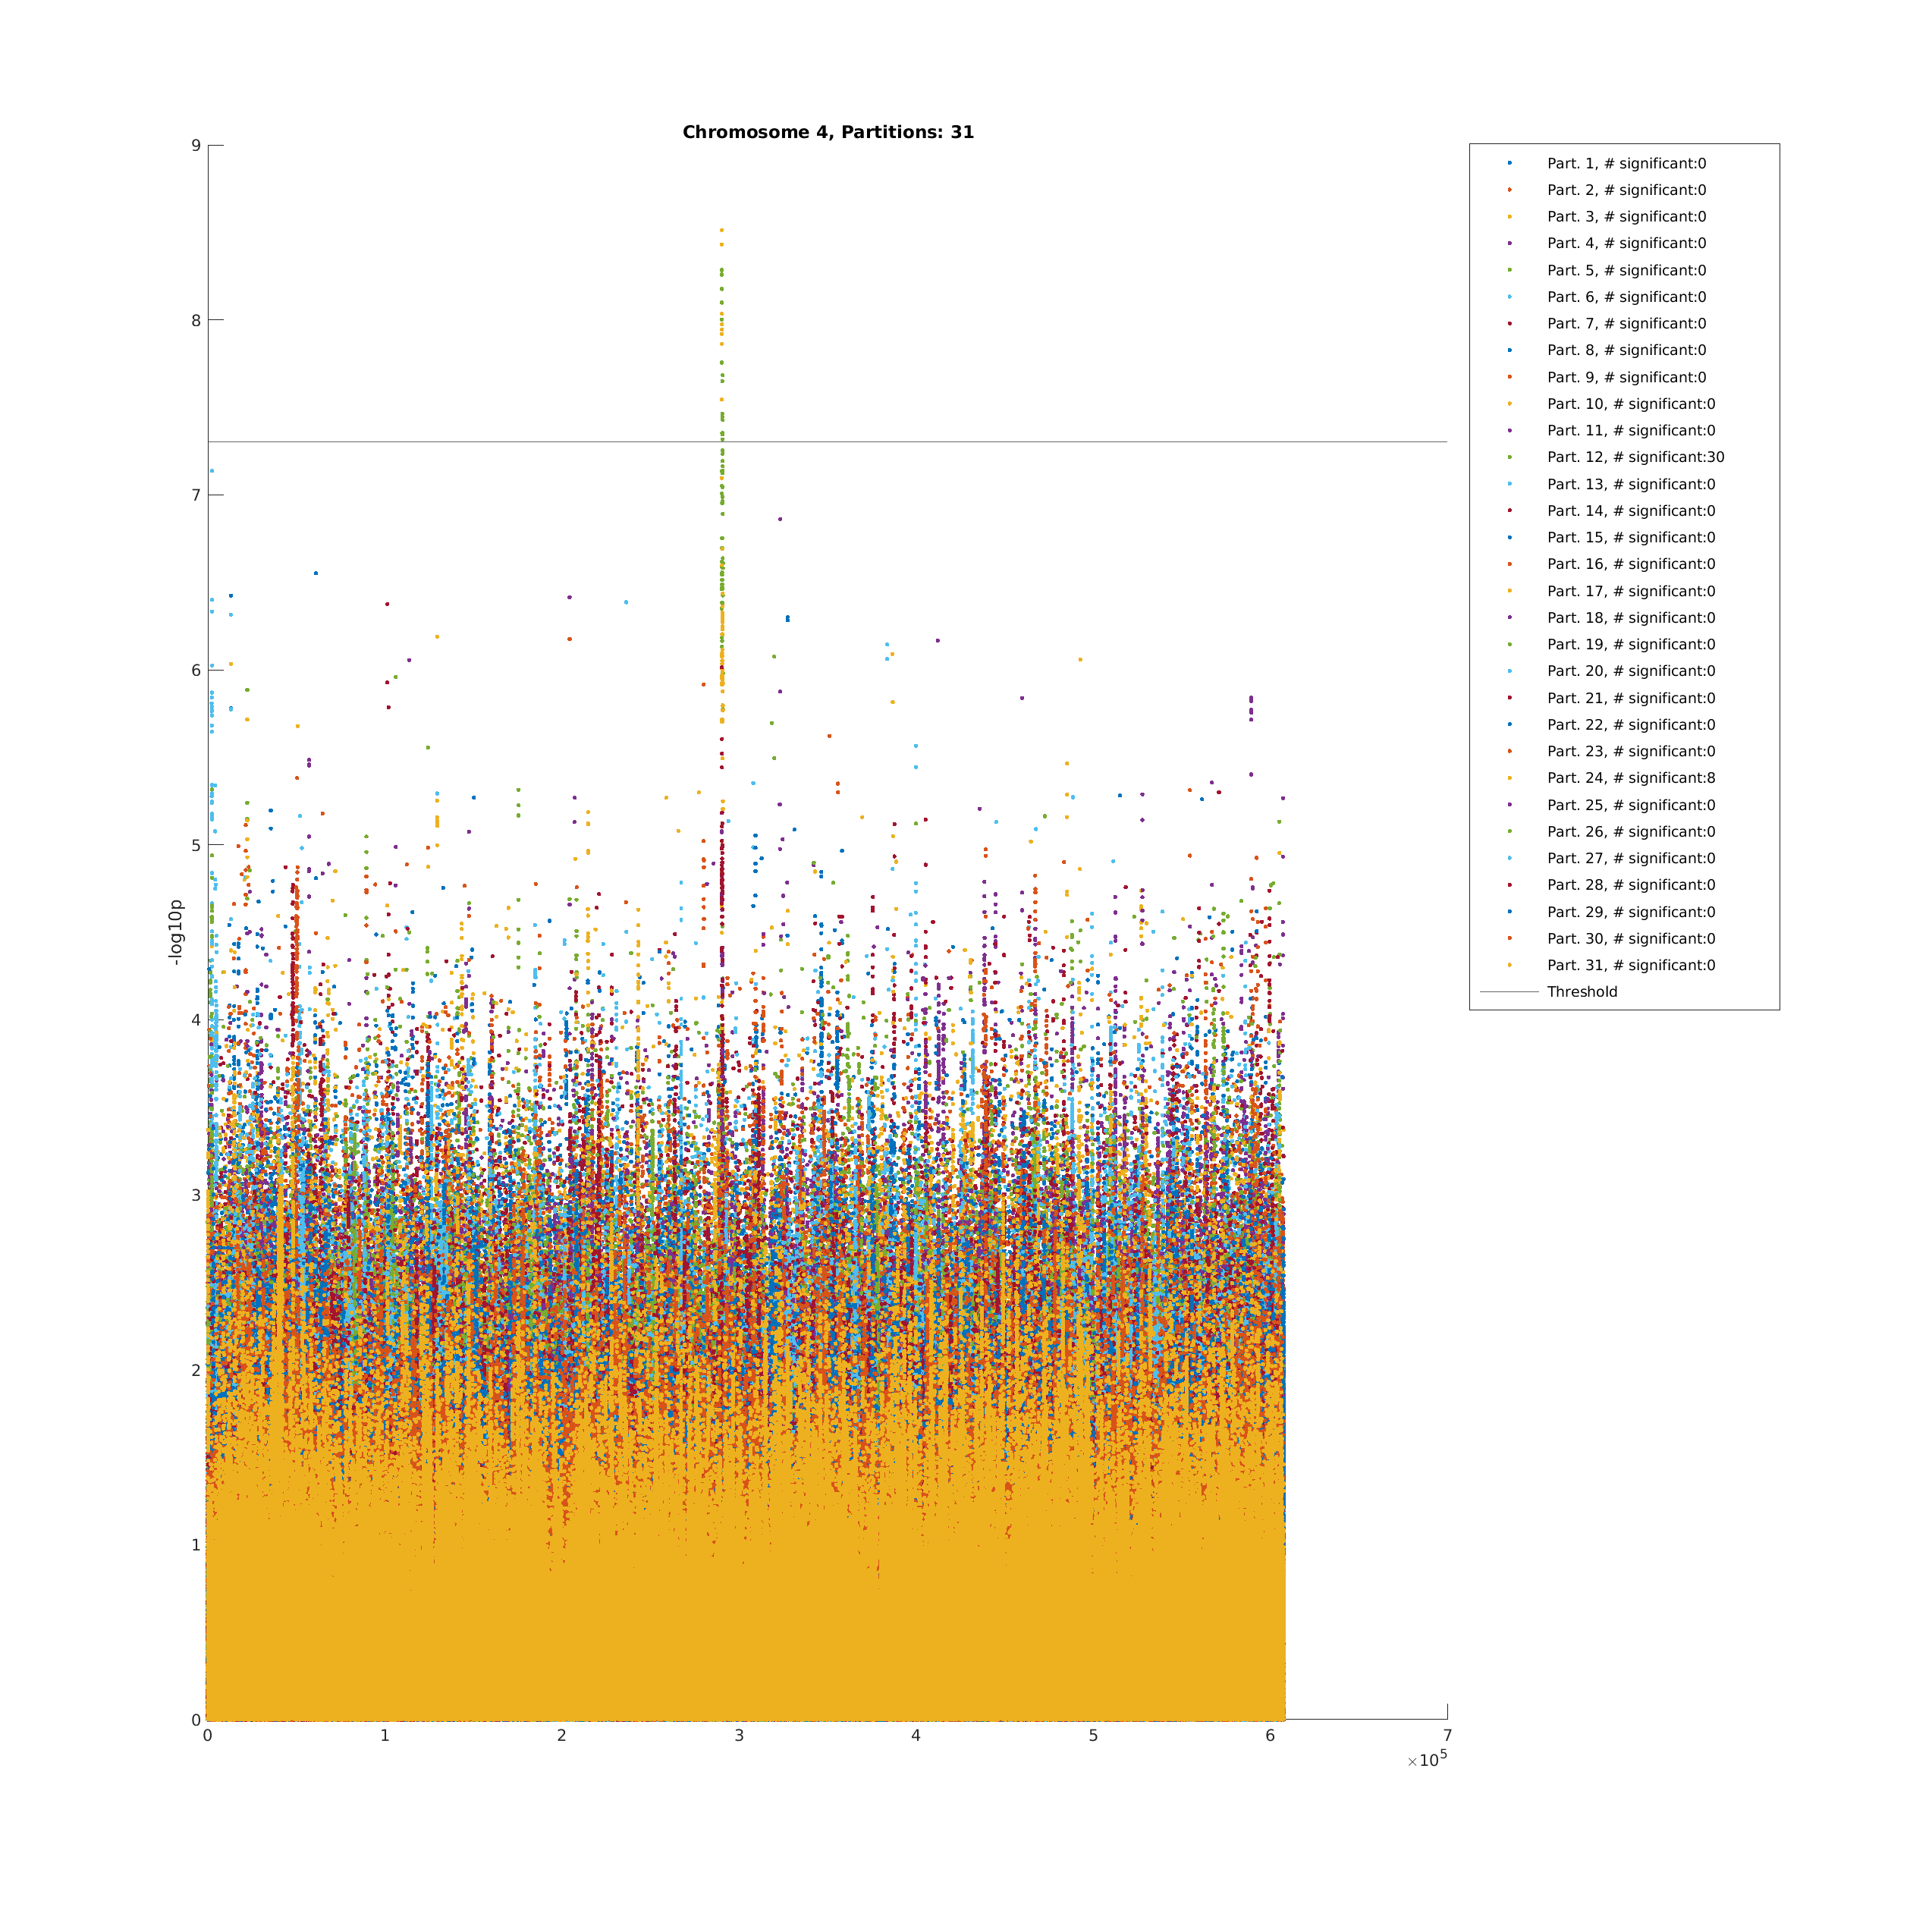 Chromosome 4, Partitions: 31
9
8
7
6
5
4
3
2
1
0
-log10p
0 1 2 3 4 5 6 7
×10^5
Part. 1, # significant:0
Part. 2, # significant:0
Part. 3, # significant:0
Part. 4, # significant:0
Part. 5, # significant:0
Part. 6, # significant:0
Part. 7, # significant:0
Part. 8, # significant:0
Part. 9, # significant:0
Part. 10, # significant:0
Part. 11, # significant:0
Part. 12, # significant:30
Part. 13, # significant:0
Part. 14, # significant:0
Part. 15, # significant:0
Part. 16, # significant:0
Part. 17, # significant:0
Part. 18, # significant:0
Part. 19, # significant:0
Part. 20, # significant:0
Part. 21, # significant:0
Part. 22, # significant:0
Part. 23, # significant:0
Part. 24, # significant:8
Part. 25, # significant:0
Part. 26, # significant:0
Part. 27, # significant:0
Part. 28, # significant:0
Part. 29, # significant:0
Part. 30, # significant:0
Part. 31, # significant:0
Threshold